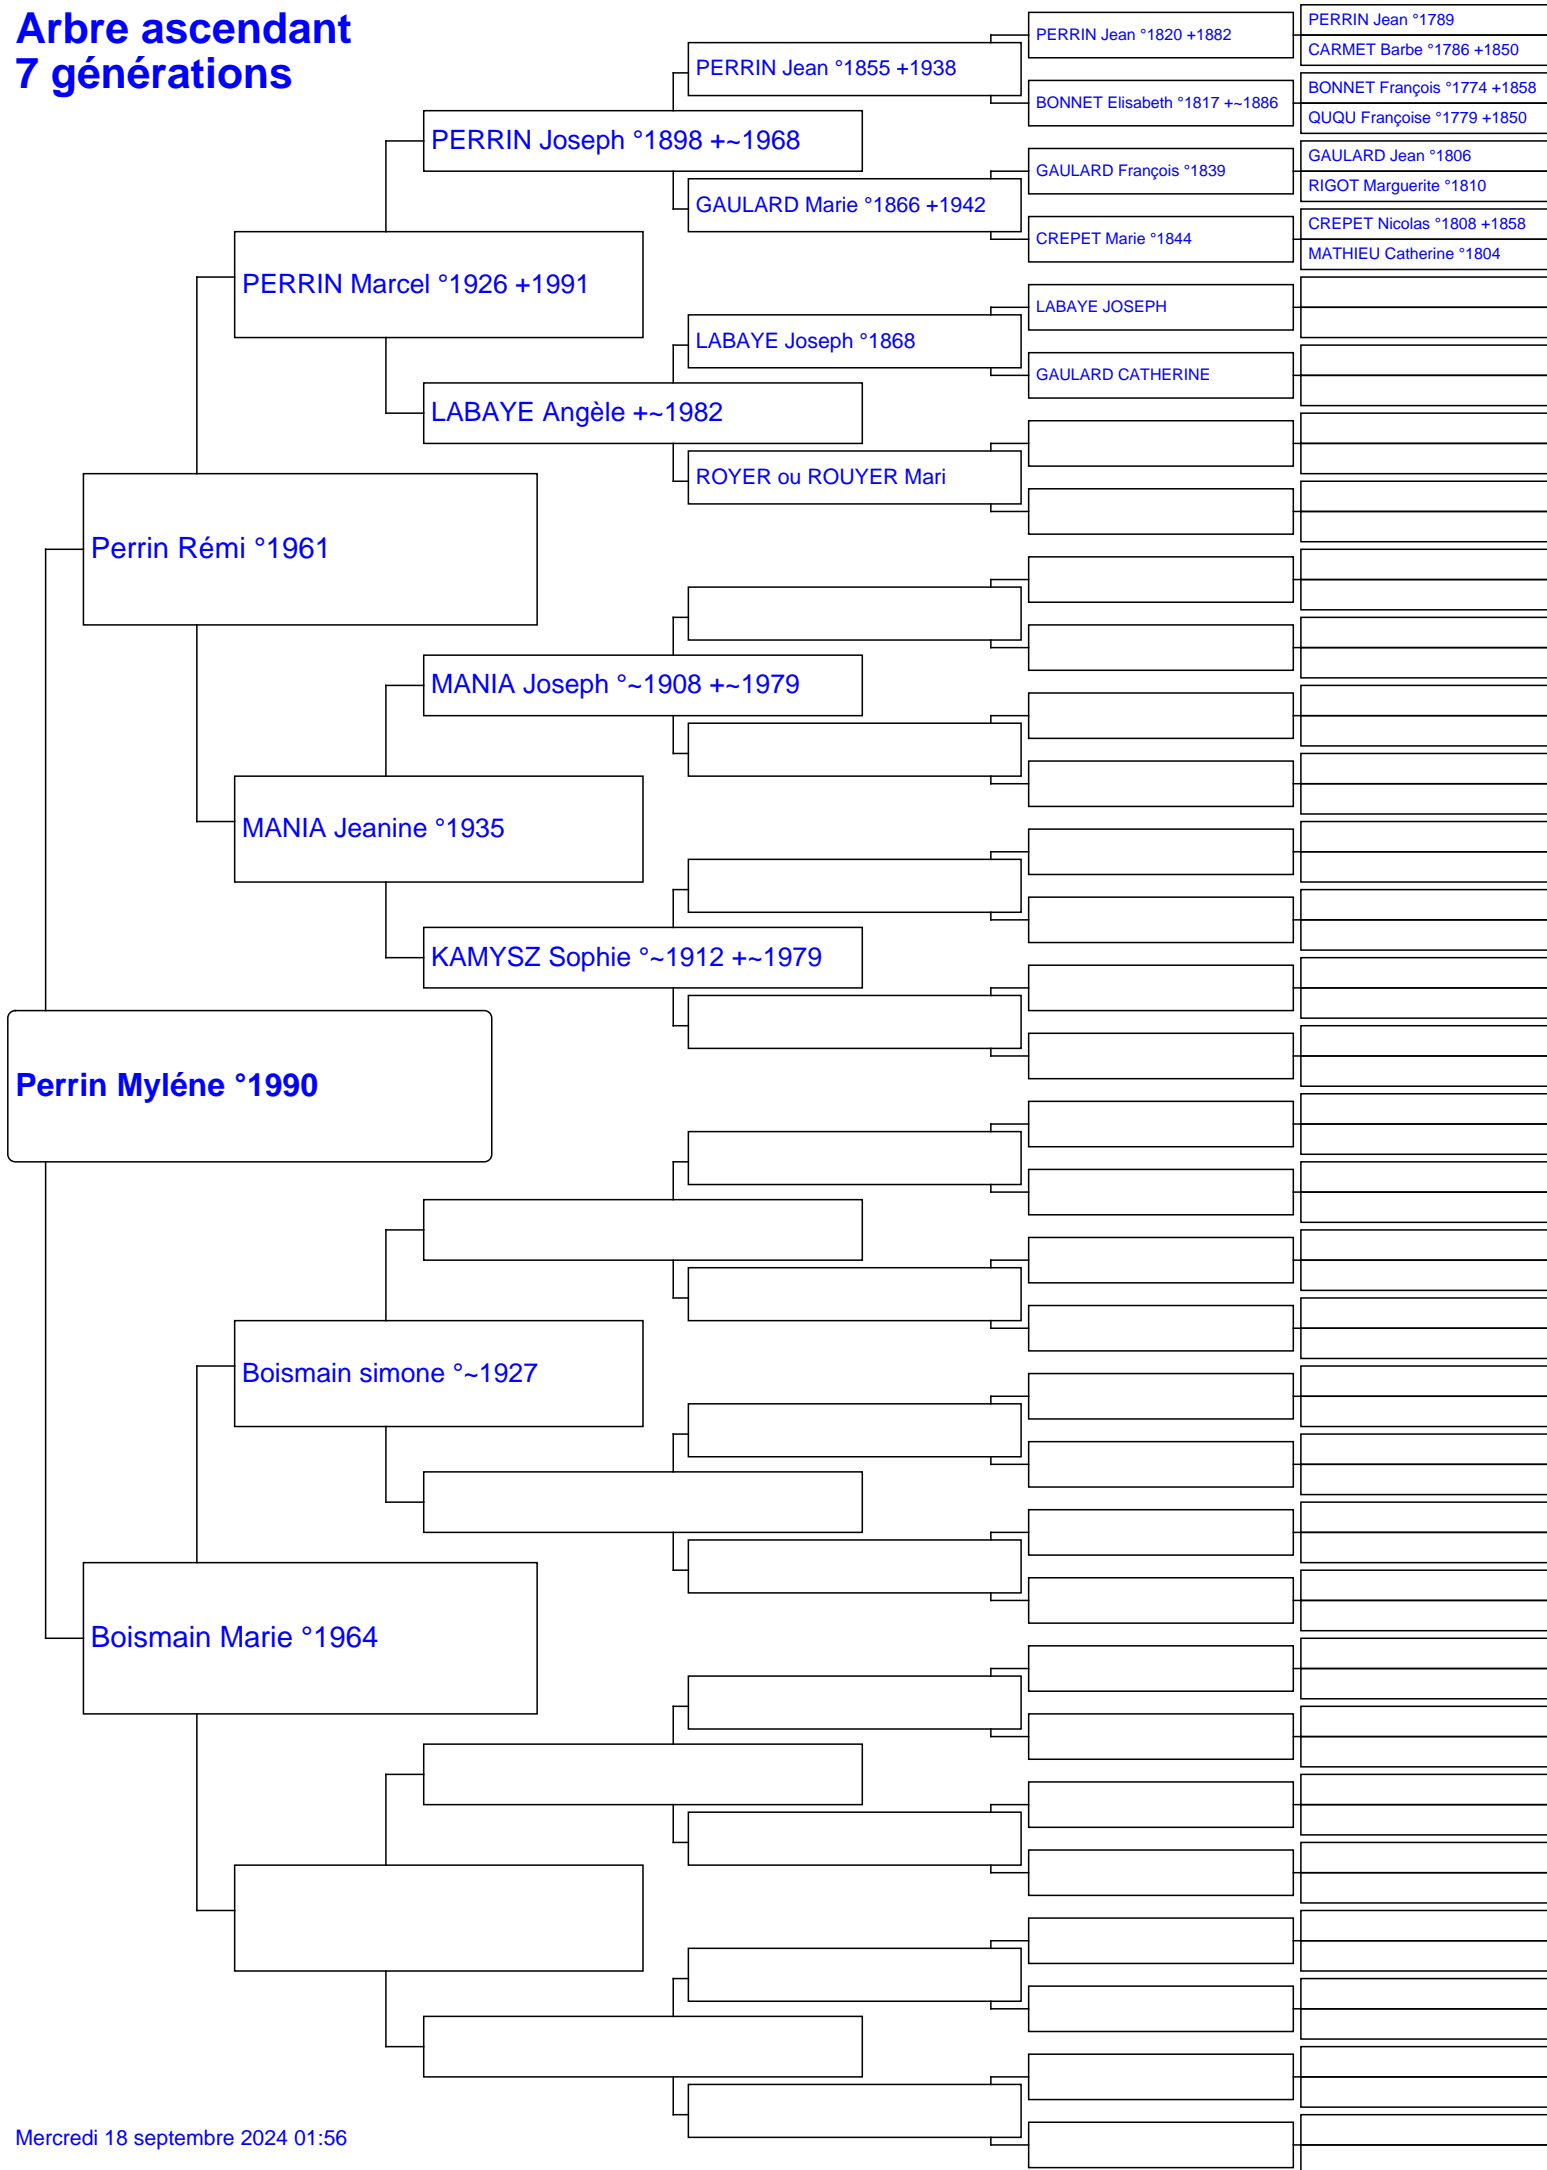 Arbre ascendant
7 générations
PERRIN Jean °1789
PERRIN Jean °1820 +1882
CARMET Barbe °1786 +1850
PERRIN Jean °1855 +1938
BONNET François °1774 +1858
BONNET Elisabeth °1817 +~1886
QUQU Françoise °1779 +1850
PERRIN Joseph °1898 +~1968
GAULARD Jean °1806
GAULARD François °1839
RIGOT Marguerite °1810
GAULARD Marie °1866 +1942
CREPET Nicolas °1808 +1858
CREPET Marie °1844
MATHIEU Catherine °1804
PERRIN Marcel °1926 +1991
LABAYE JOSEPH
LABAYE Joseph °1868
GAULARD CATHERINE
LABAYE Angèle +~1982
ROYER ou ROUYER Mari
Perrin Rémi °1961
MANIA Joseph °~1908 +~1979
MANIA Jeanine °1935
KAMYSZ Sophie °~1912 +~1979
Perrin Myléne °1990
Boismain simone °~1927
Boismain Marie °1964
Mercredi 18 septembre 2024 01:56